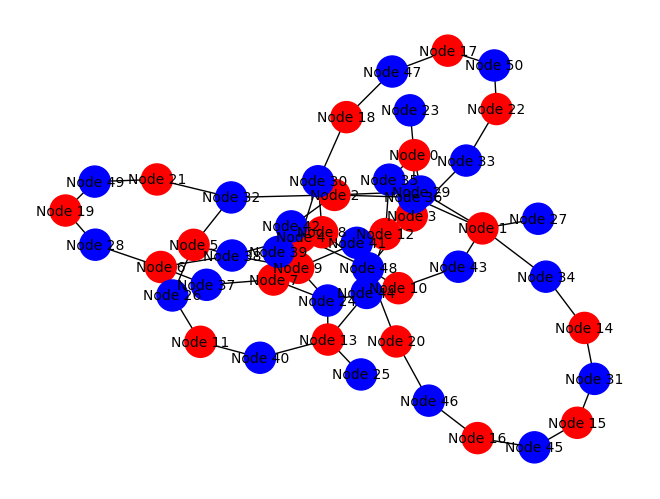 Node 17
Node 50
Node 47
Node 22
Node 23
Node 18
Node 0
Node 33
Node 49
Node 21
Node 30
Node 35
Node 32
Node 2
Node 29
Node 36
Node 19
Node 3
Node 27
Node 1
Node 8
Node 12
Node 4
Node 41
Node 28
Node 5
Node 39
Node 38
Node 6
Node 9
Node 48
Node 43
Node 34
Node 7
Node 37
Node 10
Node 44
Node 26
Node 24
Node 14
Node 11
Node 13
Node 20
Node 40
Node 25
Node 31
Node 46
Node 15
Node 16
Node 45